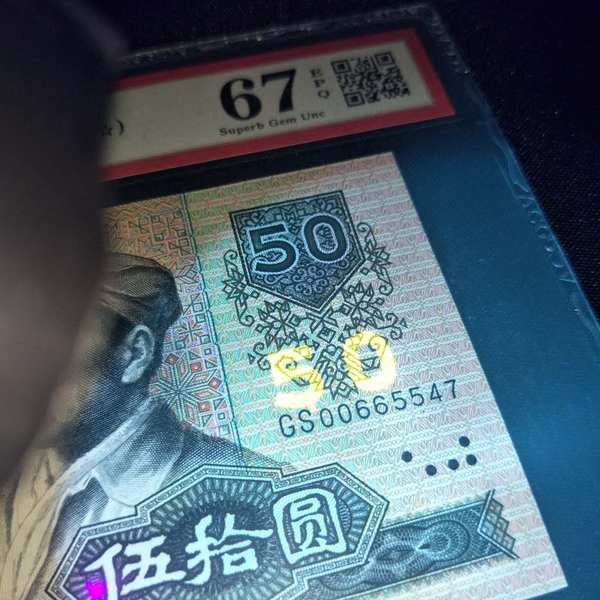 ☆)
67
EPQ
Superb Gem Unc
50
50
GS00665547
伍拾圆